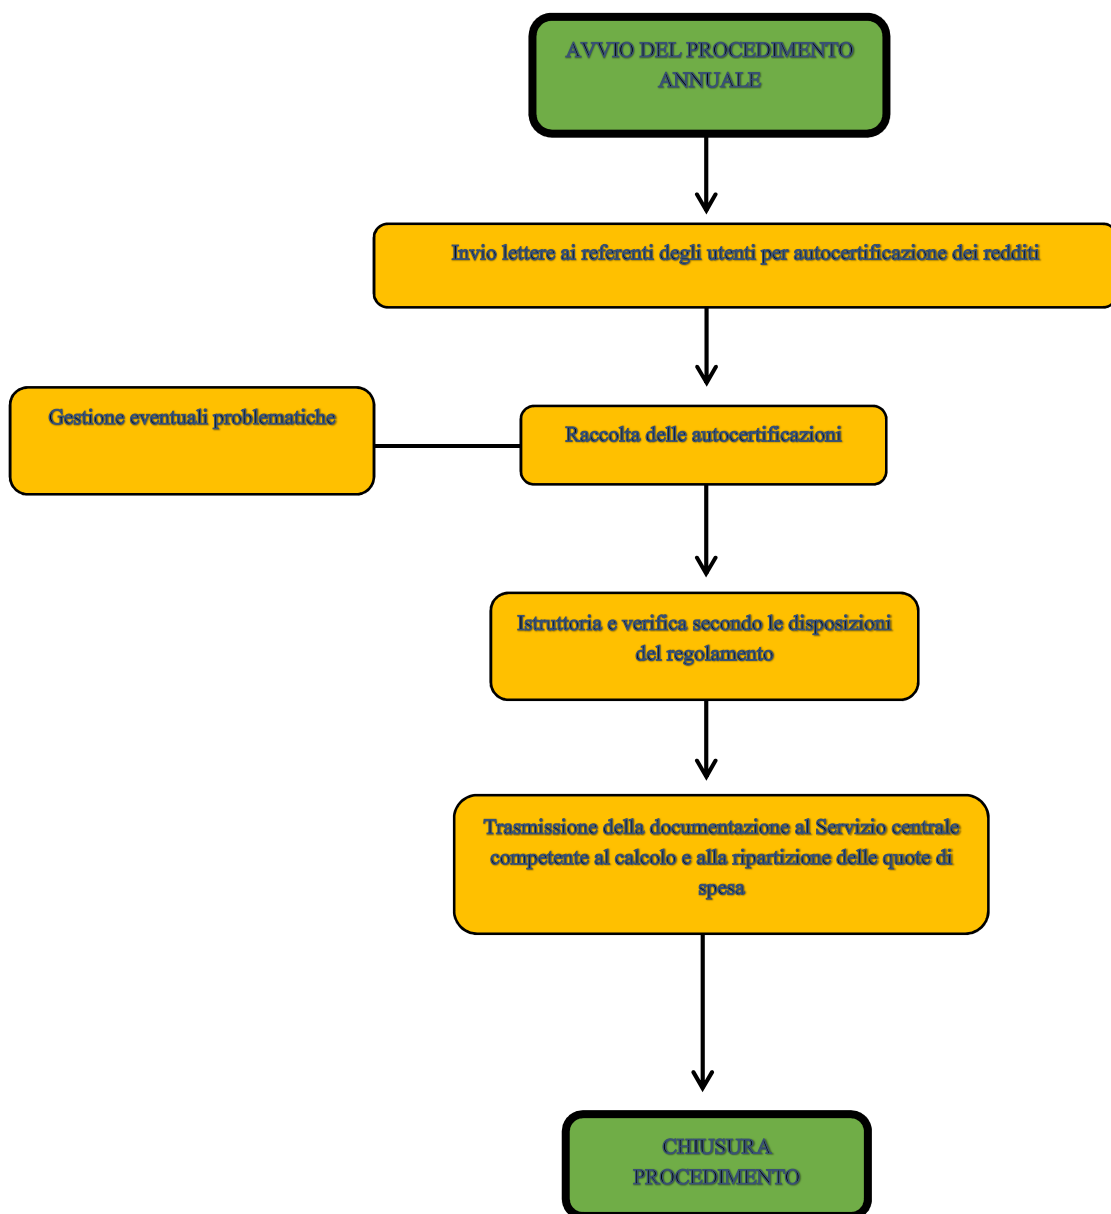 AVVIO DEL PROCEDIMENTO
ANNUALE
Invio lettere ai referenti degli utenti per autocertificazione dei redditi
Gestione eventuali problematiche
Raccolta delle autocertificazioni
Istruttoria e verifica secondo le disposizioni
del regolamento
Trasmissione della documentazione al Servizio centrale
competente al calcolo e alla ripartizione delle quote di
spesa
CHIUSURA
PROCEDIMENTO